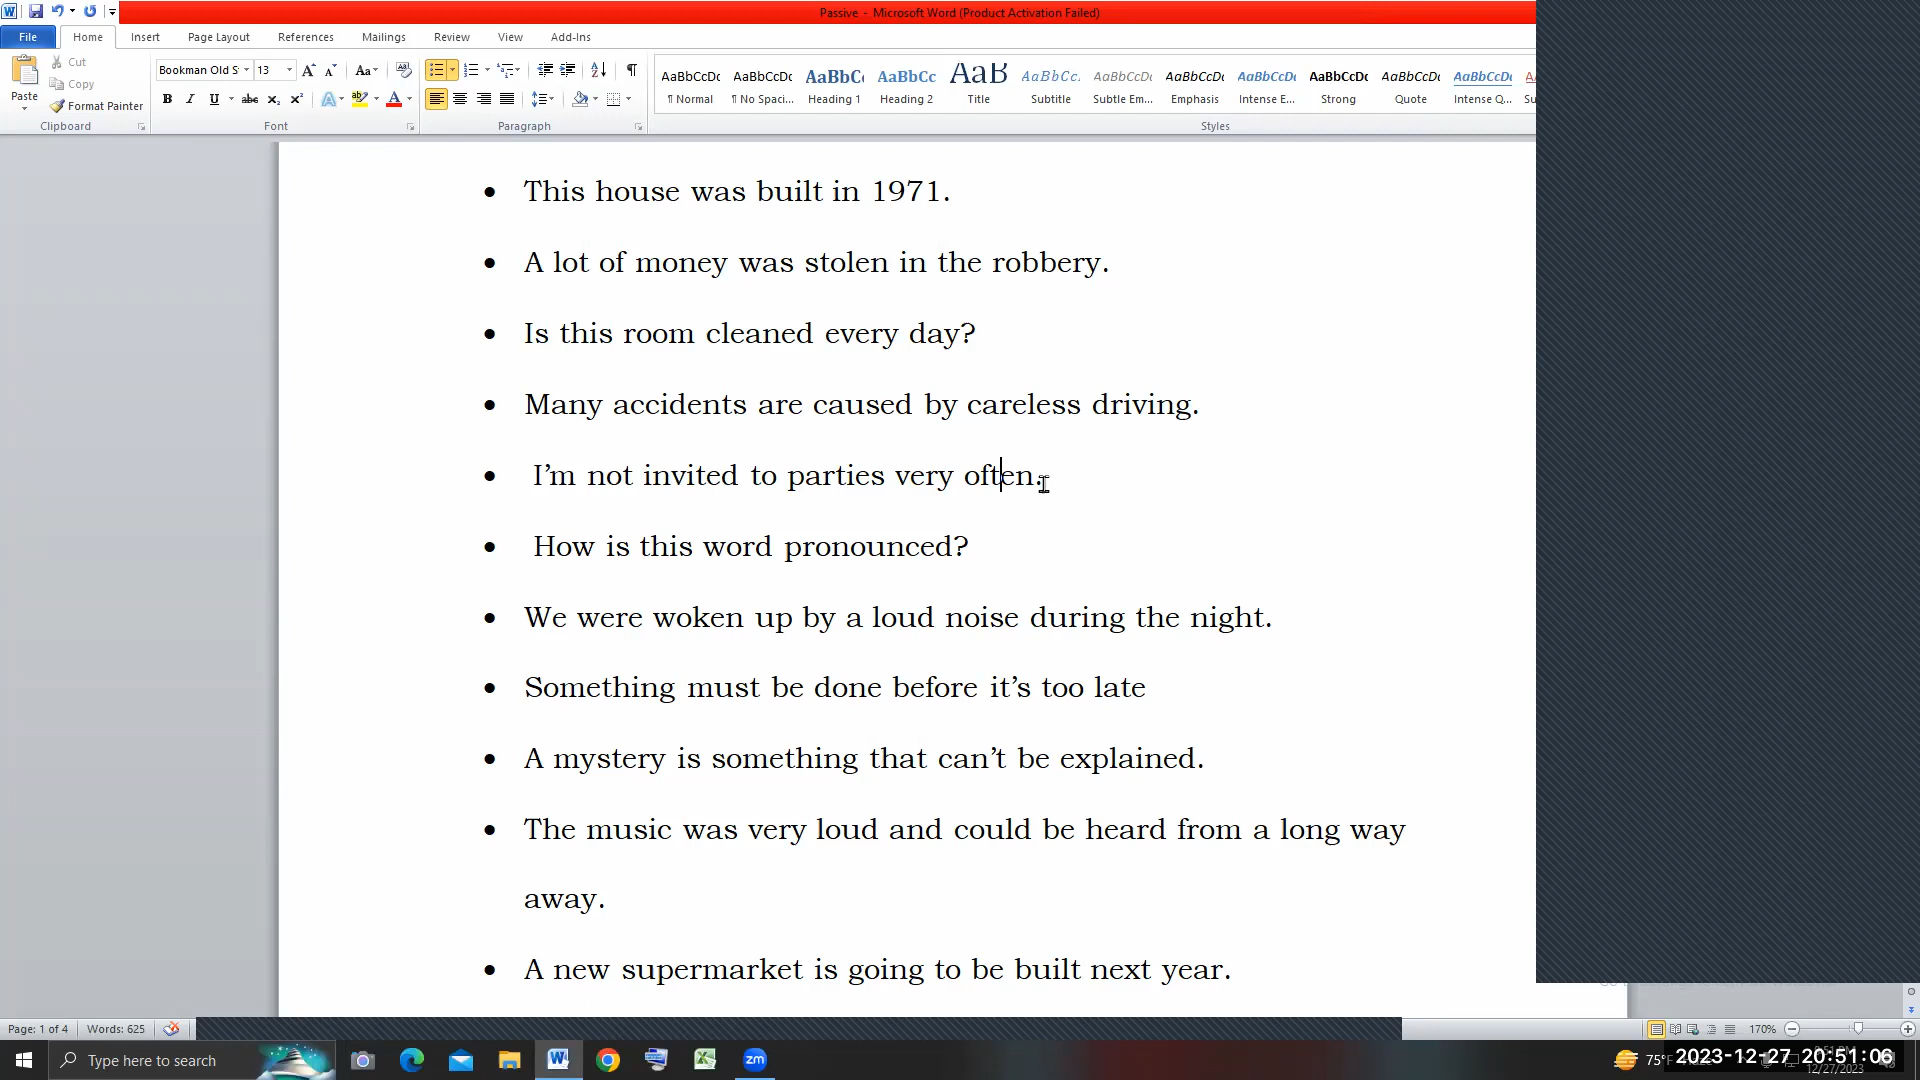 Passive - Microsoft Word (Product Activation Failed)
File Home Insert Page Layout References Mailings Review View Add-Ins
Paste
Cut
Copy
Format Painter
Clipboard
Bookman Old S 13
Font
Paragraph
AaBbCcDc AaBbCcDc AaBbC AaBbCc AaB AaBbCc. AaBbCcDc AaBbCcDc AaBbCcDc AaBbCcDc AaBbCcDc AaBbCcDc
¶ Normal ¶ No Spaci... Heading 1 Heading 2 Title Subtitle Subtle Em... Emphasis Intense E... Strong Quote Intense Q...
Styles
• This house was built in 1971.
• A lot of money was stolen in the robbery.
• Is this room cleaned every day?
• Many accidents are caused by careless driving.
• I’m not invited to parties very often.
• How is this word pronounced?
• We were woken up by a loud noise during the night.
• Something must be done before it’s too late
• A mystery is something that can’t be explained.
• The music was very loud and could be heard from a long way
away.
• A new supermarket is going to be built next year.
Page: 1 of 4 Words: 625
170%
Type here to search
75°F
2023-12-27 20:51:06
12/27/2023